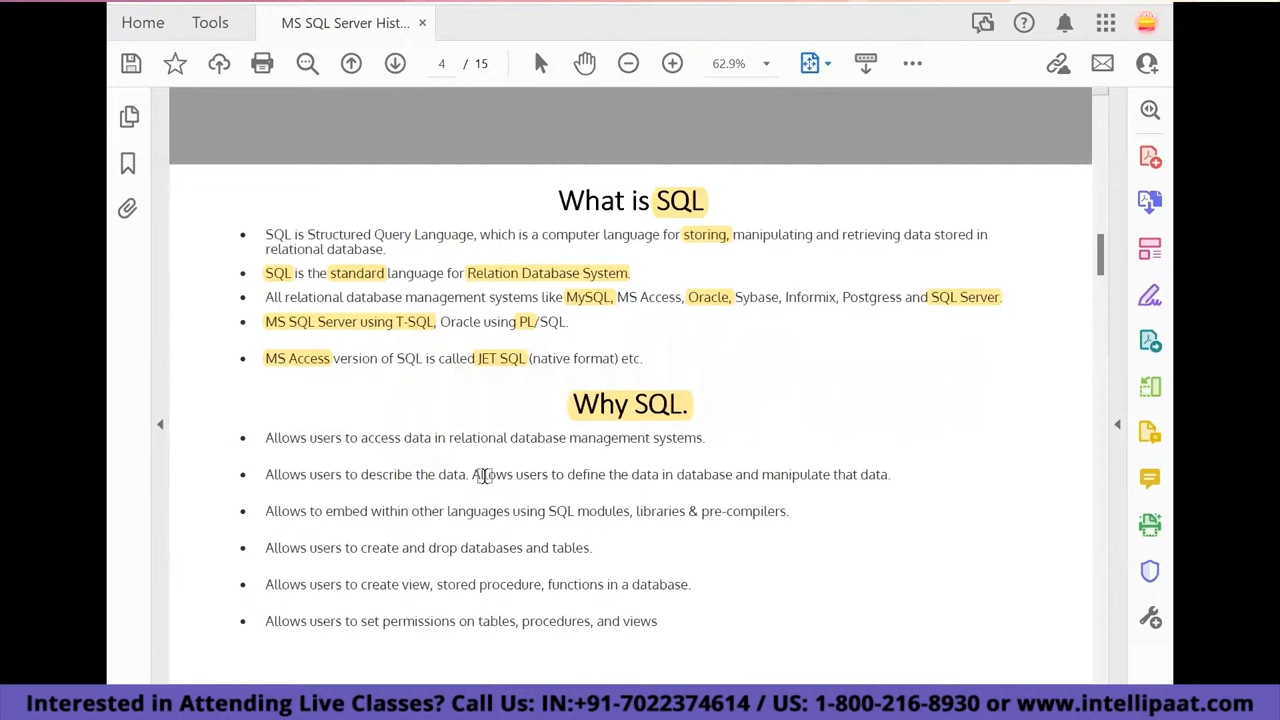 Home Tools MS SQL Server Hist... ×
4 / 15 62.9%
What is SQL
• SQL is Structured Query Language, which is a computer language for storing, manipulating and retrieving data stored in
relational database.
• SQL is the standard language for Relation Database System.
• All relational database management systems like MySQL, MS Access, Oracle, Sybase, Informix, Postgress and SQL Server.
• MS SQL Server using T-SQL, Oracle using PL/SQL.
• MS Access version of SQL is called JET SQL (native format) etc.
Why SQL.
• Allows users to access data in relational database management systems.
• Allows users to describe the data. Allows users to define the data in database and manipulate that data.
• Allows to embed within other languages using SQL modules, libraries & pre-compilers.
• Allows users to create and drop databases and tables.
• Allows users to create view, stored procedure, functions in a database.
• Allows users to set permissions on tables, procedures, and views
Interested in Attending Live Classes? Call Us: IN:+91-7022374614 / US: 1-800-216-8930 or www.intellipaat.com